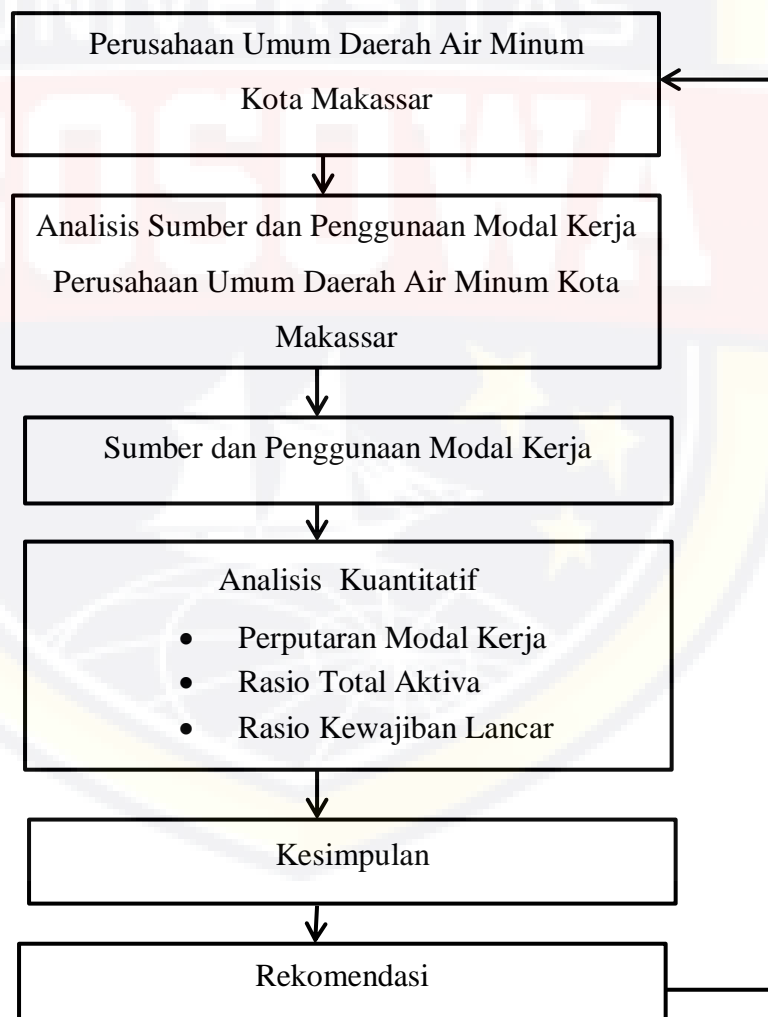 UNIVERSITAS
BOSOWA
Perusahaan Umum Daerah Air Minum
Kota Makassar
Analisis Sumber dan Penggunaan Modal Kerja
Perusahaan Umum Daerah Air Minum Kota
Makassar
Sumber dan Penggunaan Modal Kerja
Analisis Kuantitatif
• Perputaran Modal Kerja
• Rasio Total Aktiva
• Rasio Kewajiban Lancar
Kesimpulan
Rekomendasi